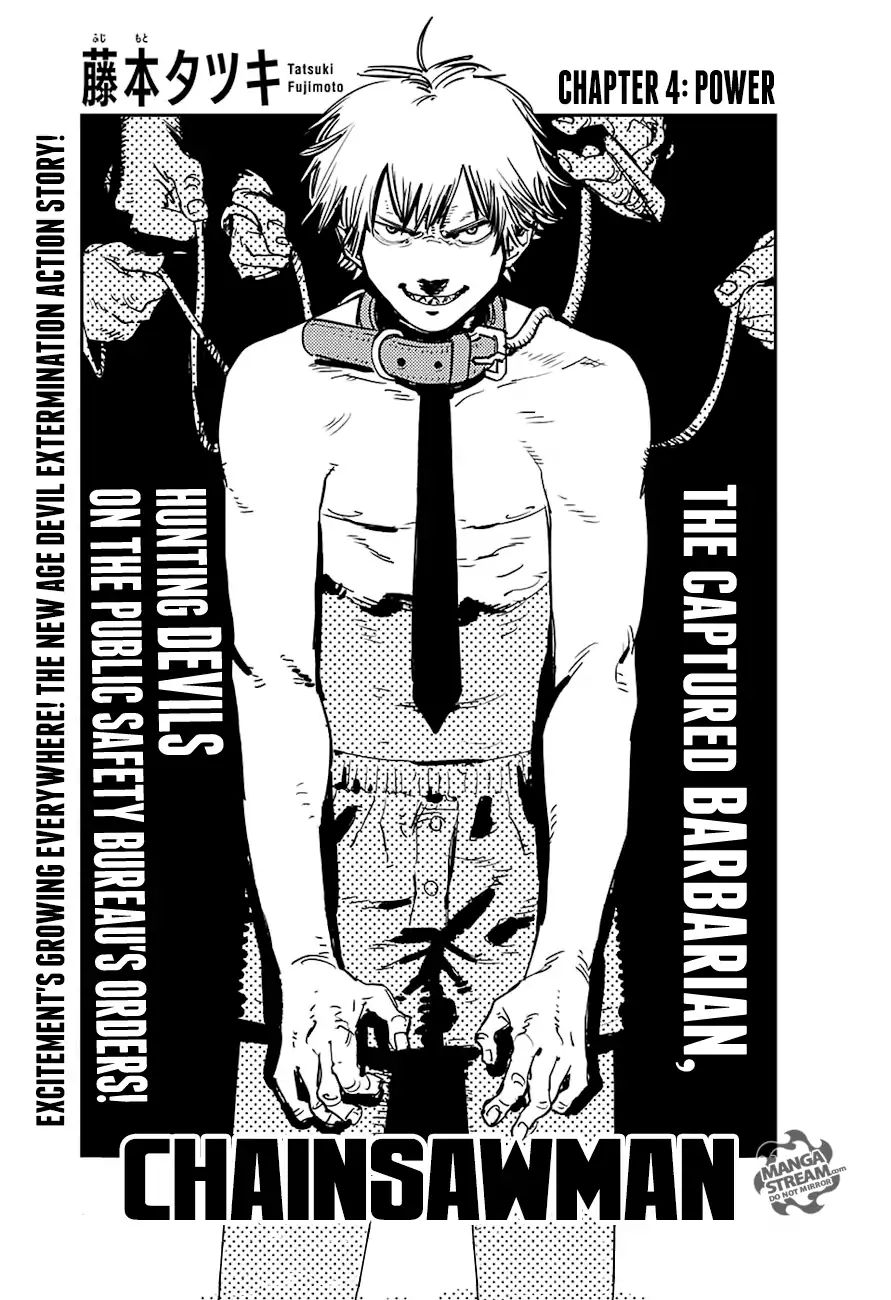 ふじ もと
藤本タツキ
Tatsuki
Fujimoto
CHAPTER 4: POWER
THE CAPTURED BARBARIAN,
HUNTING DEVILS
ON THE PUBLIC SAFETY BUREAU'S ORDERS!
EXCITEMENT'S GROWING EVERYWHERE! THE NEW AGE DEVIL EXTERMINATION ACTION STORY!
CHAINSAWMAN
MANGA
STREAM.com
DO NOT MIRROR